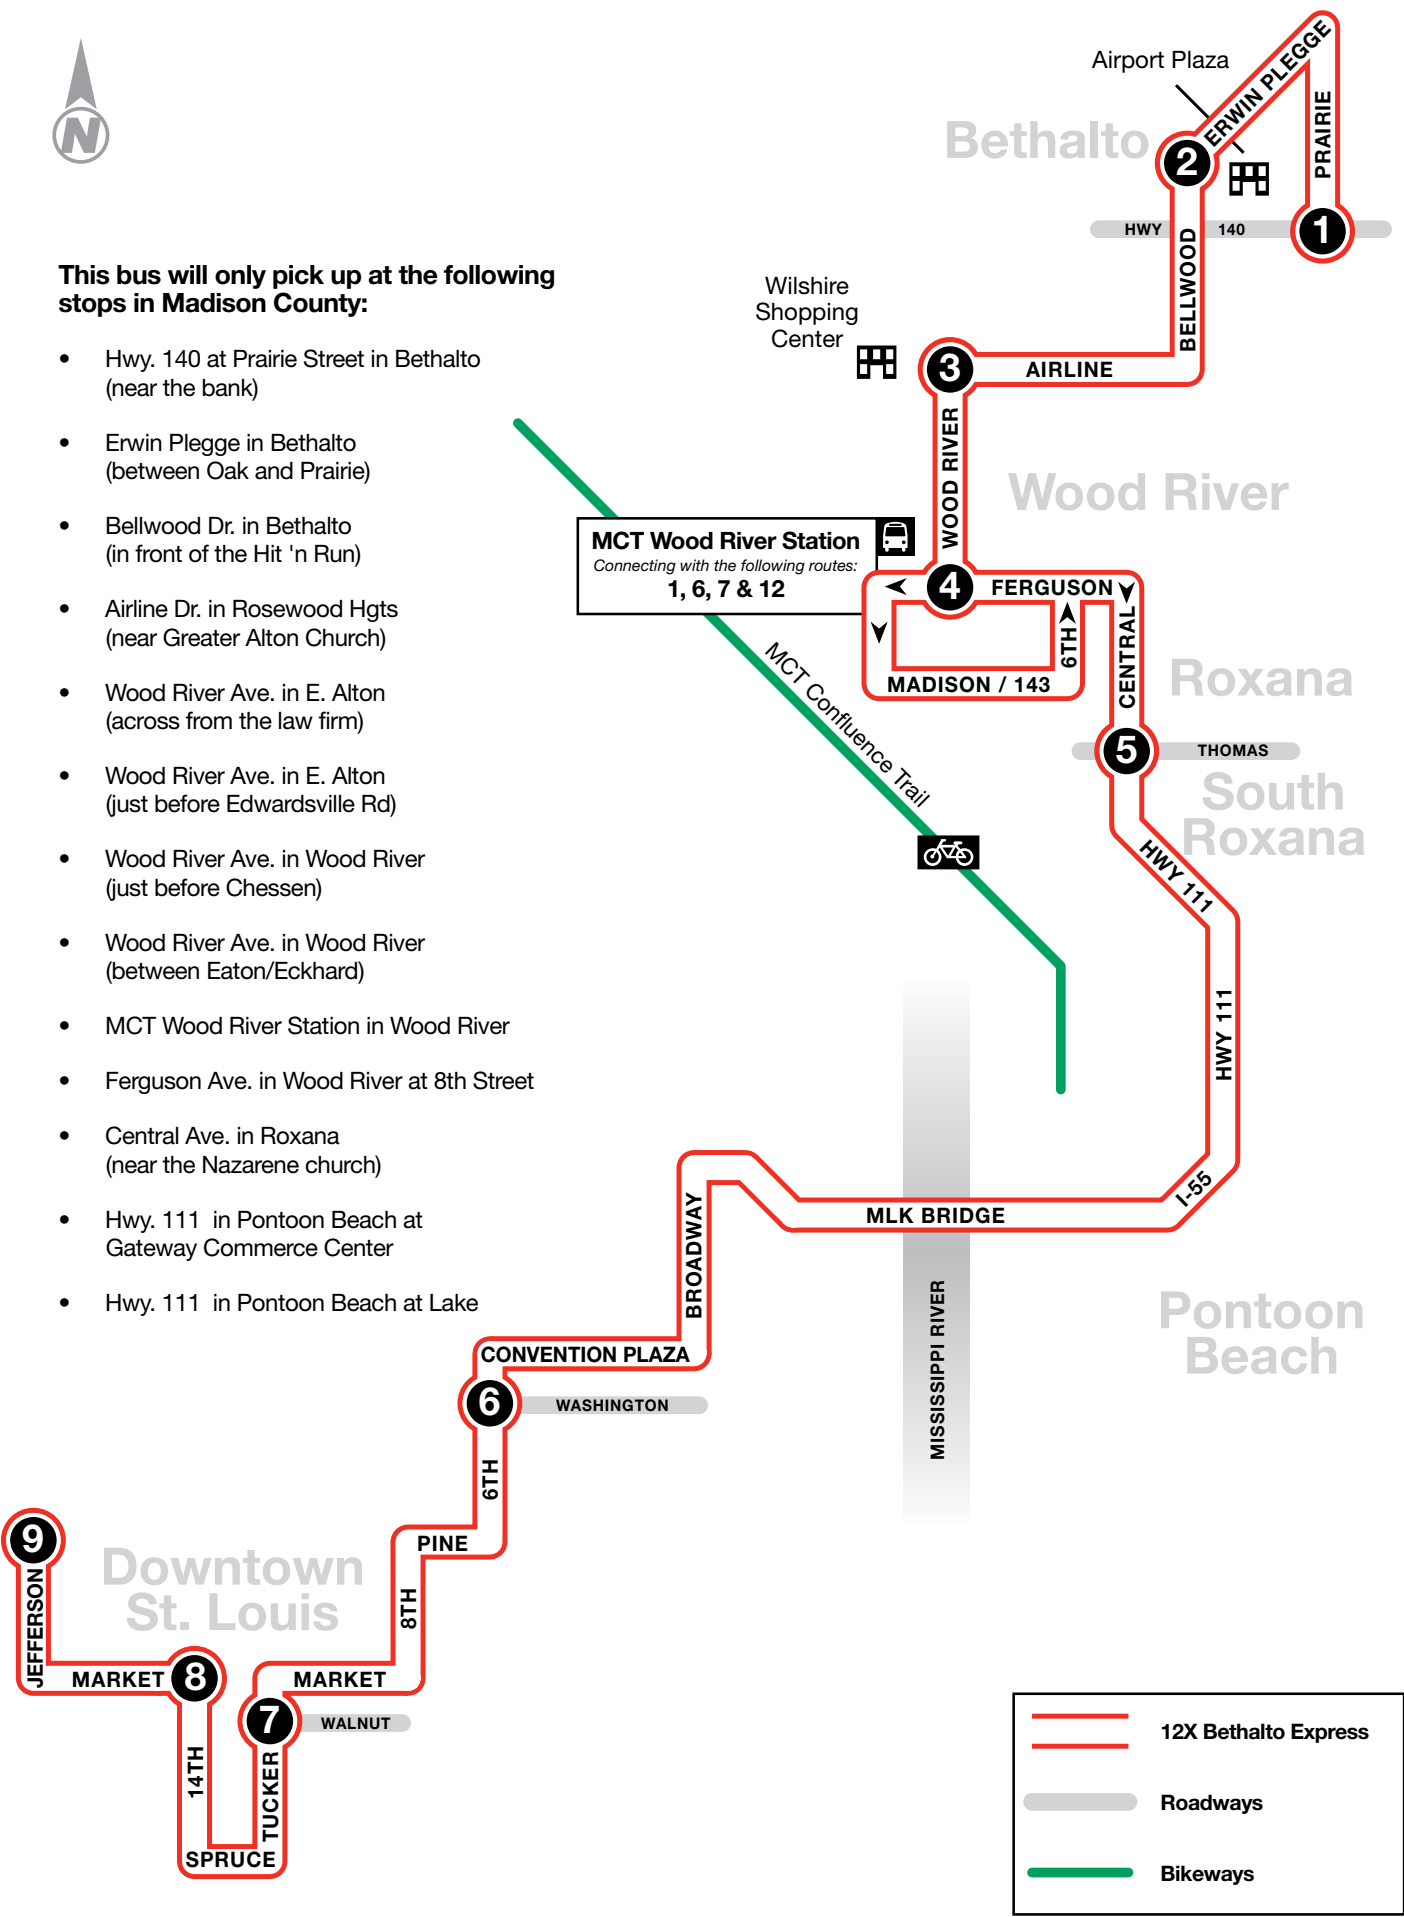 N
Airport Plaza
ERWIN PLEGGE
PRAIRIE
Bethalto
2
HWY
140
1
BELLWOOD
This bus will only pick up at the following
stops in Madison County:
• Hwy. 140 at Prairie Street in Bethalto
(near the bank)
• Erwin Plegge in Bethalto
(between Oak and Prairie)
• Bellwood Dr. in Bethalto
(in front of the Hit 'n Run)
• Airline Dr. in Rosewood Hgts
(near Greater Alton Church)
• Wood River Ave. in E. Alton
(across from the law firm)
• Wood River Ave. in E. Alton
(just before Edwardsville Rd)
• Wood River Ave. in Wood River
(just before Chessen)
• Wood River Ave. in Wood River
(between Eaton/Eckhard)
• MCT Wood River Station in Wood River
• Ferguson Ave. in Wood River at 8th Street
• Central Ave. in Roxana
(near the Nazarene church)
• Hwy. 111 in Pontoon Beach at
Gateway Commerce Center
• Hwy. 111 in Pontoon Beach at Lake
Wilshire
Shopping
Center
3
AIRLINE
WOOD RIVER
Wood River
MCT Wood River Station
Connecting with the following routes:
1, 6, 7 & 12
4
FERGUSON
6TH
CENTRAL
MADISON / 143
Roxana
MCT Confluence Trail
5
THOMAS
South
Roxana
HWY 111
HWY 111
I-55
MLK BRIDGE
MISSISSIPPI RIVER
Pontoon
Beach
BROADWAY
CONVENTION PLAZA
6
WASHINGTON
6TH
PINE
8TH
9
Downtown
St. Louis
JEFFERSON
MARKET
8
MARKET
7
WALNUT
14TH
TUCKER
SPRUCE
12X Bethalto Express
Roadways
Bikeways